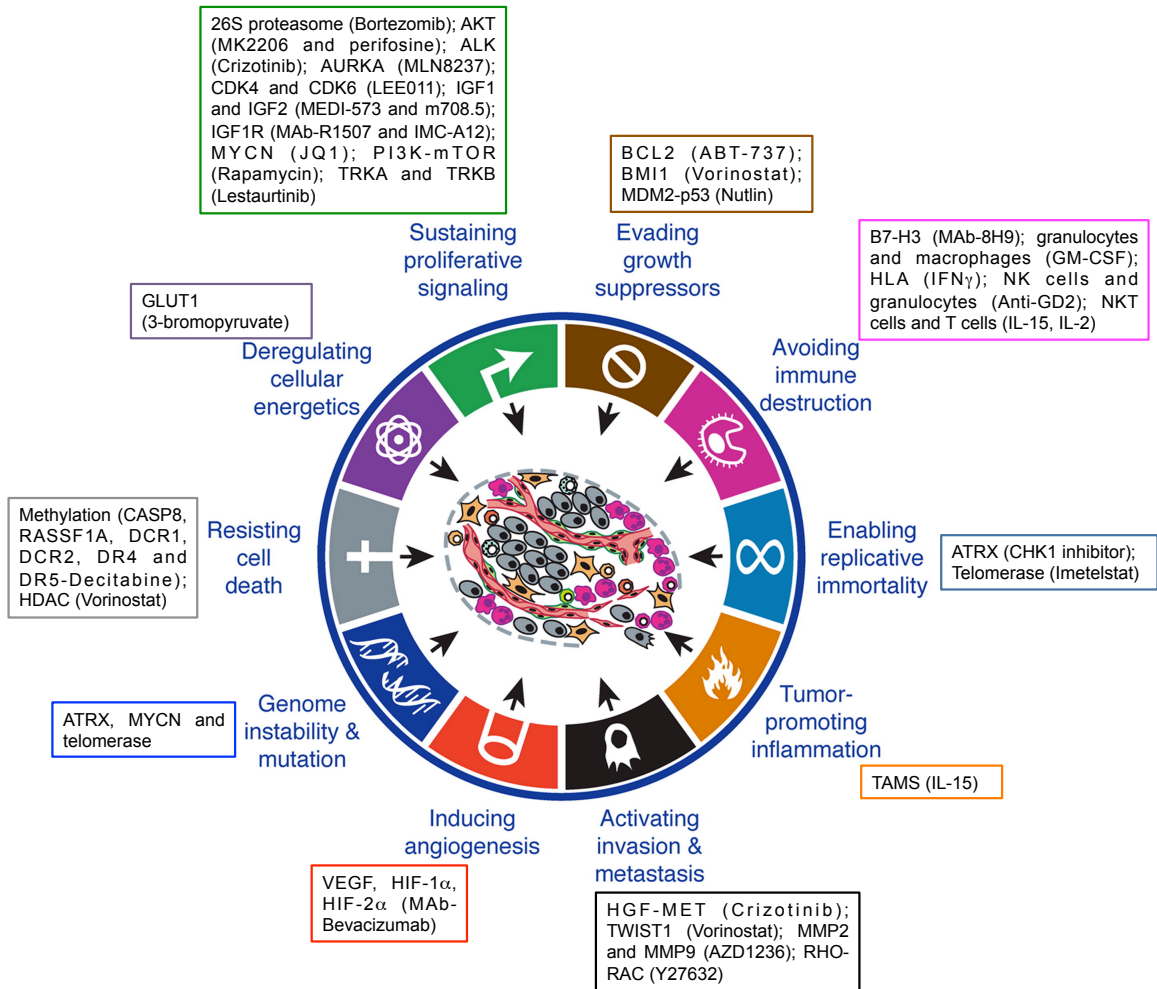 26S proteasome (Bortezomib); AKT
(MK2206 and perifosine); ALK
(Crizotinib); AURKA (MLN8237);
CDK4 and CDK6 (LEE011); IGF1
and IGF2 (MEDI-573 and m708.5);
IGF1R (MAb-R1507 and IMC-A12);
MYCN (JQ1); PI3K-mTOR
(Rapamycin); TRKA and TRKB
(Lestaurtinib)
BCL2 (ABT-737);
BMI1 (Vorinostat);
MDM2-p53 (Nutlin)
B7-H3 (MAb-8H9); granulocytes
and macrophages (GM-CSF);
HLA (IFNγ); NK cells and
granulocytes (Anti-GD2); NKT
cells and T cells (IL-15, IL-2)
Sustaining
proliferative
signaling
Evading
growth
suppressors
GLUT1
(3-bromopyruvate)
Deregulating
cellular
energetics
Avoiding
immune
destruction
Methylation (CASP8,
RASSF1A, DCR1,
DCR2, DR4 and
DR5-Decitabine);
HDAC (Vorinostat)
Resisting
cell
death
Enabling
replicative
immortality
ATRX (CHK1 inhibitor);
Telomerase (Imetelstat)
ATRX, MYCN and
telomerase
Genome
instability &
mutation
Tumor-
promoting
inflammation
TAMS (IL-15)
Inducing
angiogenesis
Activating
invasion &
metastasis
VEGF, HIF-1α,
HIF-2α (MAb-
Bevacizumab)
HGF-MET (Crizotinib);
TWIST1 (Vorinostat); MMP2
and MMP9 (AZD1236); RHO-
RAC (Y27632)